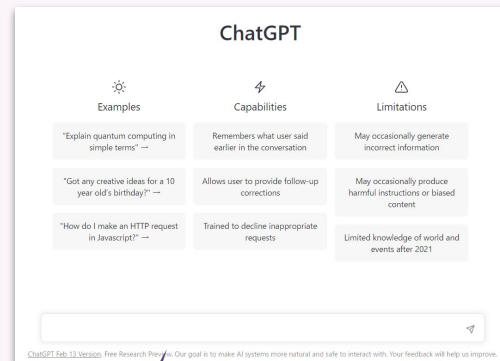 ChatGPT
Examples
"Explain quantum computing in
simple terms" →
"Got any creative ideas for a 10
year old's birthday?" →
"How do I make an HTTP request
in Javascript?" →
Capabilities
Remembers what user said
earlier in the conversation
Allows user to provide follow-up
corrections
Trained to decline inappropriate
requests
Limitations
May occasionally generate
incorrect information
May occasionally produce
harmful instructions or biased
content
Limited knowledge of world and
events after 2021
ChatGPT Feb 13 Version. Free Research Preview. Our goal is to make AI systems more natural and safe to interact with. Your feedback will help us improve.